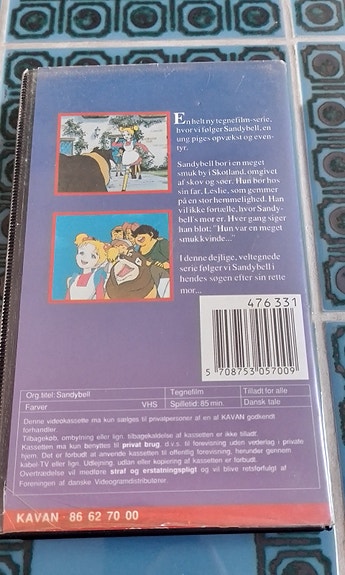 En helt ny tegnefilm-serie,
hvor vi følger Sandybell, en
ung piges opvækst og even-
tyr.
Sandybell bor i en meget
smuk by i Skotland, omgivet
af skov og søer. Hun bor hos
sin far, Leslie, som gemmer
på en stor hemmelighed. Han
vil ikke fortælle, hvor Sandy-
bell's mor er. Hver gang siger
han blot: "Hun var en meget
smuk kvinde..."
I denne dejlige, veltegnede
serie følger vi Sandybell i
hendes søgen efter sin rette
mor...
476331
5 708753 057009
Org.titel: Sandybell Tegnefilm Tilladt for alle
Farver VHS Spilletid: 85 min. Dansk tale
Denne videokassette må kun sælges til privatpersoner af en af KAVAN godkendt
forhandler.
Tilbagekøb, ombytning eller lign. tilbagekaldelse af kassetten er ikke tilladt.
Kassetten må kun benyttes til privat brug, d.v.s. til forevisning uden vederlag i private
hjem. Det er forbudt at anvende kassetten til offentlig forevisning, herunder gennem
kabel-TV eller lign. Udlejning, udlån eller kopiering af kassetten er forbudt.
Overtrædelse vil medføre straf og erstatningspligt og vil blive retsforfulgt af
Foreningen af danske Videogramdistributører.
KAVAN - 86 62 70 00